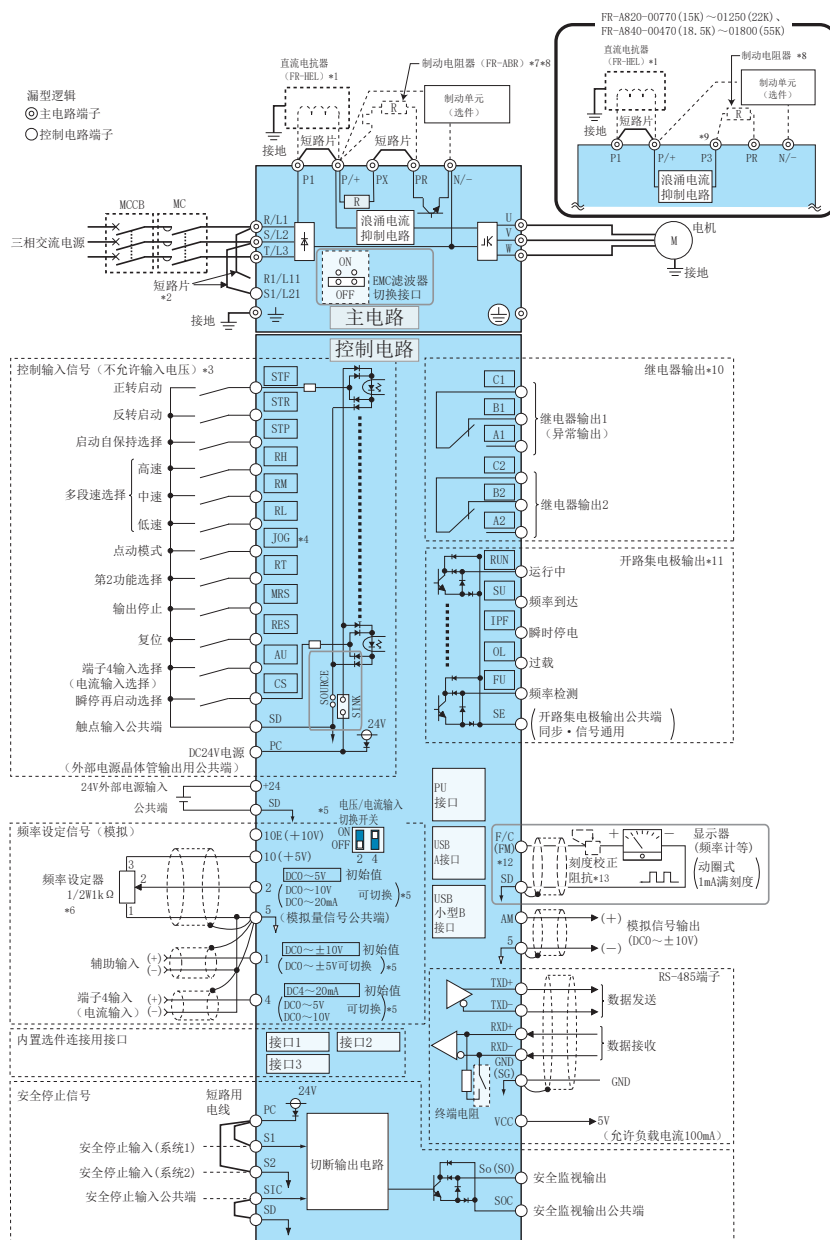 FR-A820-00770(15K)～01250(22K)、
FR-A840-00470(18.5K)～01800(55K)
直流电抗器
(FR-HEL)*1
制动电阻器 *8
制动单元
(选件)
R
接地
短路片
*9
P1
P/+
P3
PR
N/-
浪涌电流
抑制电路
漏型逻辑
主电路端子
控制电路端子
直流电抗器
(FR-HEL)*1
制动电阻器（FR-ABR）*7*8
R
制动单元
(选件)
接地
短路片
短路片
P1
P/+
PX
PR
N/-
R
浪涌电流
抑制电路
MCCB
MC
三相交流电源
R/L1
S/L2
T/L3
R1/L11
S1/L21
短路片
*2
接地
ON
OFF
EMC滤波器
切换接口
U
V
W
M
电机
接地
主电路
控制电路
控制输入信号（不允许输入电压）*3
正转启动
STF
反转启动
STR
启动自保持选择
STP
多段速选择
高速
RH
中速
RM
低速
RL
点动模式
JOG
*4
第2功能选择
RT
输出停止
MRS
复位
RES
端子4输入选择
(电流输入选择)
AU
瞬停再启动选择
CS
触点输入公共端
SD
SOURCE
SINK
24V
DC24V电源
PC
(外部电源晶体管输出用公共端)
24V外部电源输入
+24
公共端
SD
继电器输出*10
C1
B1
A1
继电器输出1
(异常输出)
C2
B2
A2
继电器输出2
开路集电极输出*11
RUN
运行中
SU
频率到达
IPF
瞬时停电
OL
过载
FU
频率检测
SE
开路集电极输出公共端
同步·信号通用
频率设定信号（模拟）
*5
电压/电流输入
切换开关
ON
OFF
2 4
10E(+10V)
10(+5V)
频率设定器
1/2W1kΩ
*6
3
2
1
2
DC0～5V 初始值
DC0～10V
DC0～20mA
可切换
*5
5
(模拟量信号公共端)
辅助输入
(+)
(-)
1
DC0～±10V 初始值
DC0～±5V可切换
*5
端子4输入
(电流输入)
(+)
(-)
4
DC4～20mA 初始值
DC0～5V
DC0～10V
可切换
*5
PU
接口
USB
A接口
USB
小型B
接口
F/C
(FM)
*12
SD
刻度校正
阻抗*13
+
-
显示器
(频率计等)
动圈式
1mA满刻度
AM
5
(+)
(-)
模拟信号输出
(DC0～±10V)
内置选件连接用接口
接口1
接口2
接口3
RS-485端子
TXD+
TXD-
数据发送
RXD+
RXD-
数据接收
GND
(SG)
GND
终端电阻
VCC
5V
(允许负载电流100mA)
安全停止信号
短路用
电线
24V
PC
安全停止输入(系统1)
S1
安全停止输入(系统2)
S2
安全停止输入公共端
SIC
SD
切断输出电路
So(SO)
安全监视输出
SOC
安全监视输出公共端